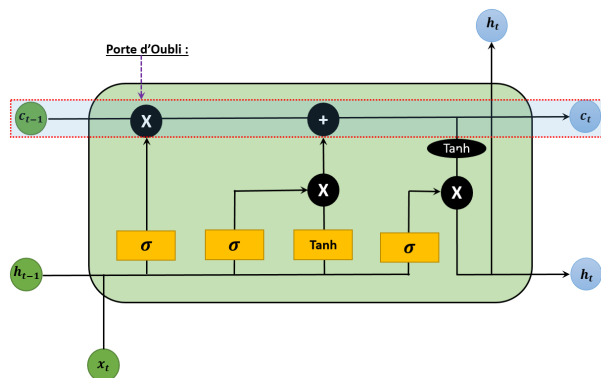 h_t
Porte d'Oubli :
c_{t-1}
X
+
c_t
Tanh
X
X
σ
σ
Tanh
σ
h_{t-1}
h_t
x_t